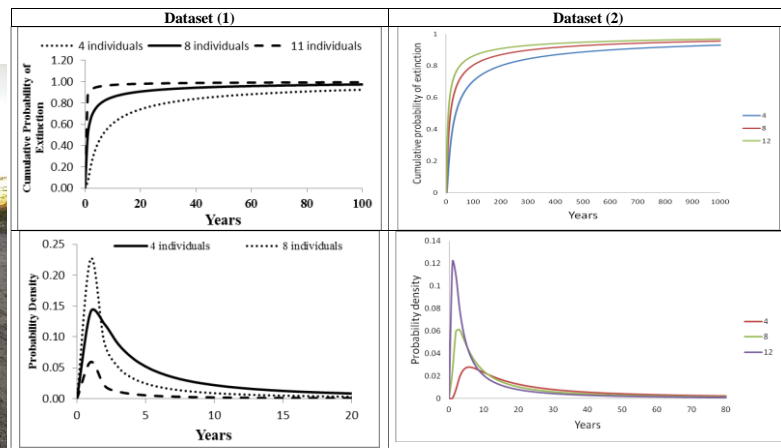 Dataset (1)
Dataset (2)
4 individuals 8 individuals 11 individuals
Cumulative Probability of
Extinction
1.20
1.00
0.80
0.60
0.40
0.20
0.00
0 20 40 60 80 100
Years
Cumulative probability of extinction
1
0.8
0.6
0.4
0.2
0
0 100 200 300 400 500 600 700 800 900 1000
Years
4
8
12
4 individuals 8 individuals
Probability Density
0.25
0.20
0.15
0.10
0.05
0.00
0 5 10 15 20
Years
Probability density
0.14
0.12
0.1
0.08
0.06
0.04
0.02
0
0 10 20 30 40 50 60 70 80
Years
4
8
12